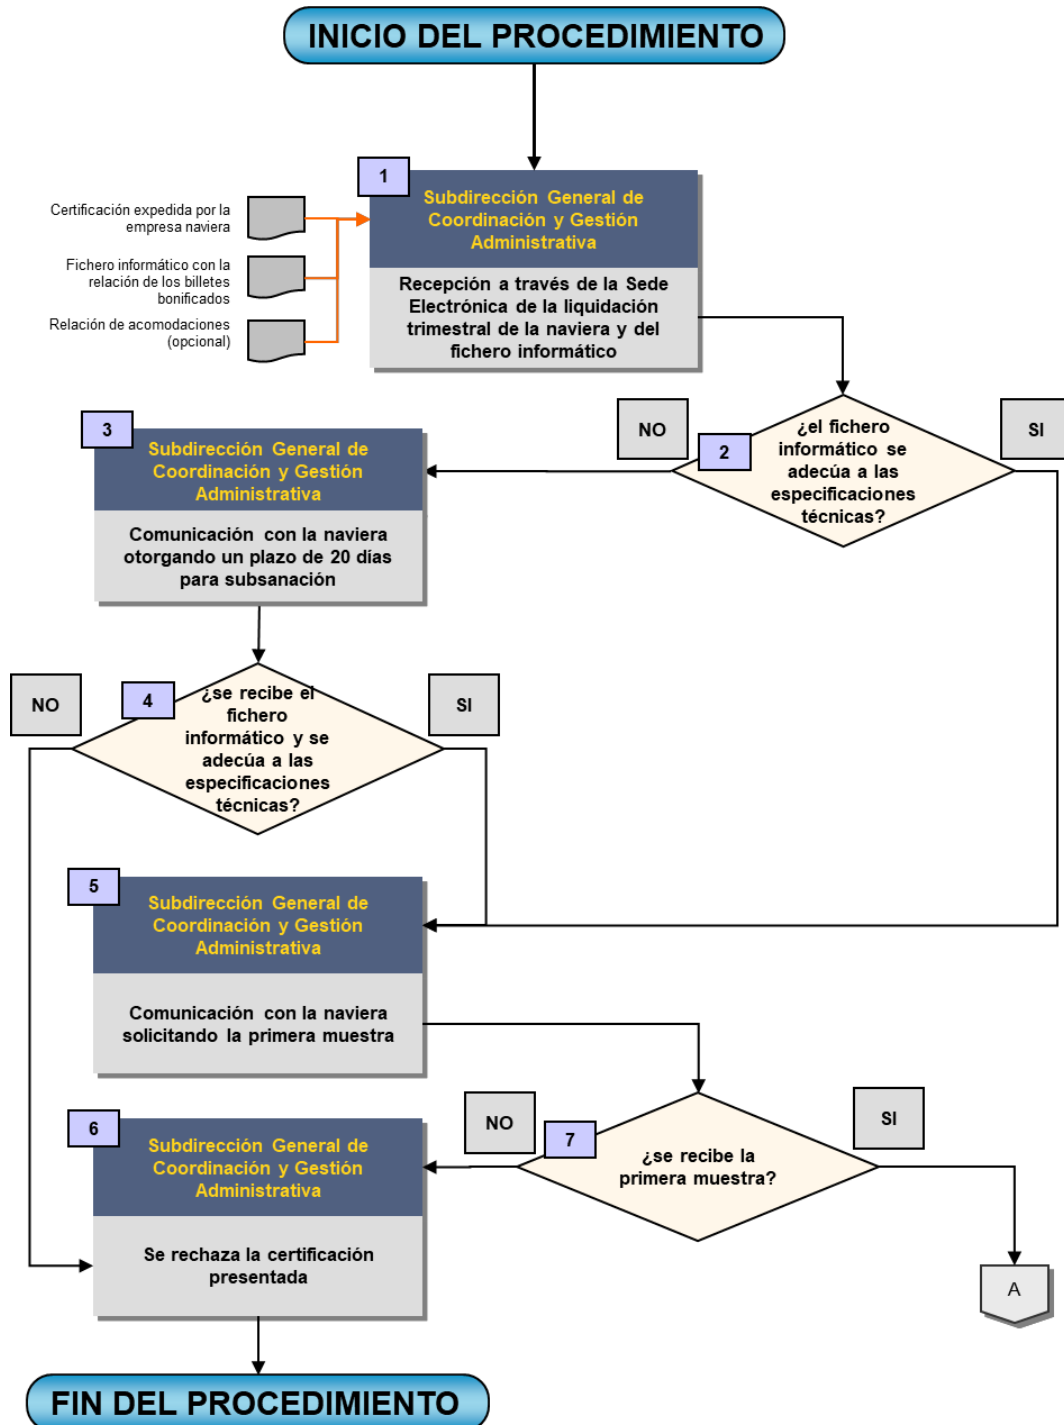 INICIO DEL PROCEDIMIENTO
1
Subdirección General de
Coordinación y Gestión
Administrativa
Certificación expedida por la
empresa naviera
Fichero informático con la
relación de los billetes
bonificados
Relación de acomodaciones
(opcional)
Recepción a través de la Sede
Electrónica de la liquidación
trimestral de la naviera y del
fichero informático
NO
2
¿el fichero
informático se
adecúa a las
especificaciones
técnicas?
SI
3
Subdirección General de
Coordinación y Gestión
Administrativa
Comunicación con la naviera
otorgando un plazo de 20 días
para subsanación
NO
4
¿se recibe el
fichero
informático y se
adecúa a las
especificaciones
técnicas?
SI
5
Subdirección General de
Coordinación y Gestión
Administrativa
Comunicación con la naviera
solicitando la primera muestra
6
Subdirección General de
Coordinación y Gestión
Administrativa
Se rechaza la certificación
presentada
NO
7
¿se recibe la
primera muestra?
SI
A
FIN DEL PROCEDIMIENTO